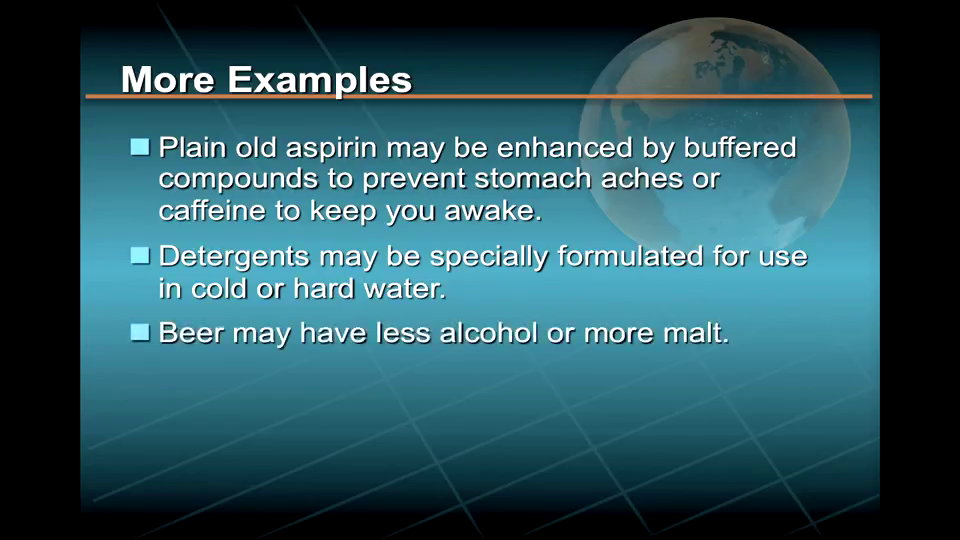 More Examples
Plain old aspirin may be enhanced by buffered
compounds to prevent stomach aches or
caffeine to keep you awake.
Detergents may be specially formulated for use
in cold or hard water.
Beer may have less alcohol or more malt.